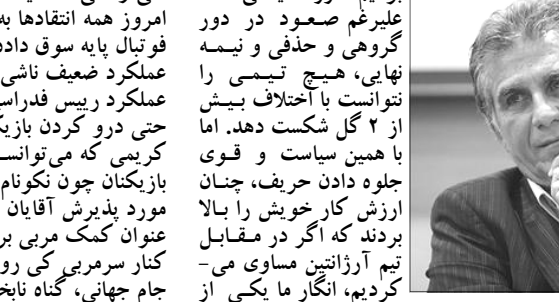 علیرغم صعود در دور
گروهی و حذفی و نیمه
نهایی، هیچ تیمی را
نتوانست با اختلاف بیش
از ۲ گل شکست دهد. اما
با همین سیاست و قوی
جلوه دادن حریف، چنان
ارزش کار خویش را بالا
بردند که اگر در مقابل
تیم آرژانتین مساوی می-
کردیم، انگار ما یکی از
امروز همه انتقادها به
فوتبال پایه سوق داد
عملکرد ضعیف ناشی
عملکرد رییس فدراسی
حتی درو کردن بازیک
کریمی که می‌توانس
بازیکنان چون نکونام
مورد پذیرش آقایان
عنوان کمک مربی بر
کنار سرمربی کی رو
جام جهانی، گناه نابخ